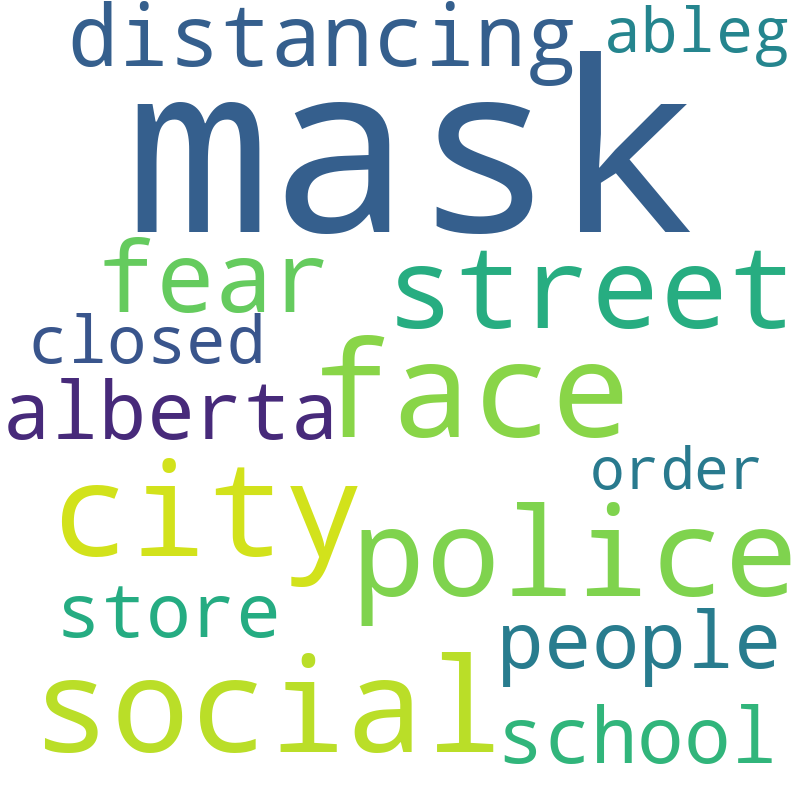 distancing ableg
mask
fear street
closed
face
alberta
order
city
police
store
people
social
school